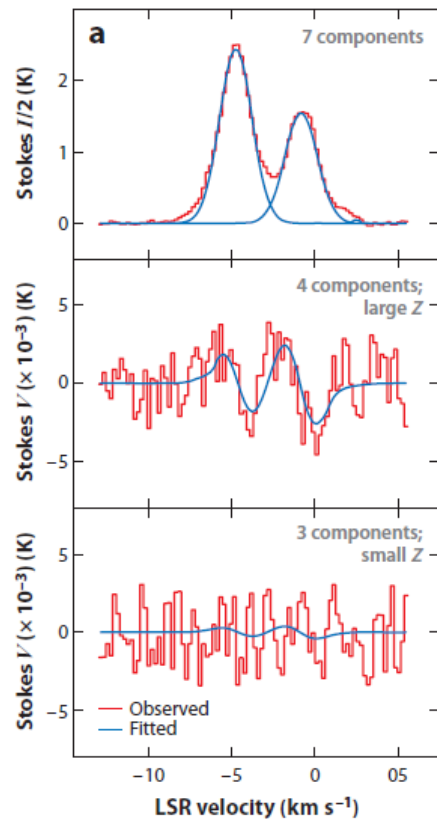 a
7 components
Stokes I/2 (K)
2
1
0
4 components;
large Z
Stokes V (× 10⁻³) (K)
5
0
−5
3 components;
small Z
Stokes V (× 10⁻³) (K)
5
0
−5
Observed
Fitted
−10 −5 0 05
LSR velocity (km s⁻¹)